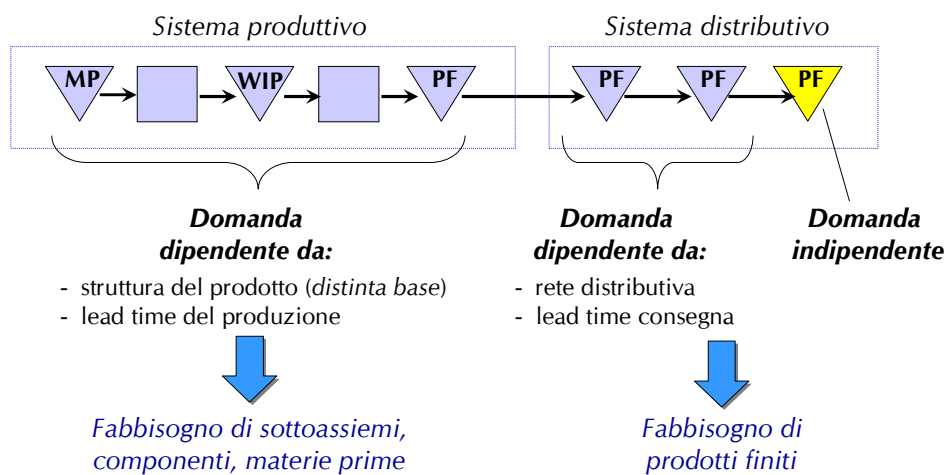 Sistema produttivo
Sistema distributivo
MP
WIP
PF
PF
PF
PF
Domanda
dipendente da:
- struttura del prodotto (distinta base)
- lead time del produzione
Domanda
dipendente da:
- rete distributiva
- lead time consegna
Domanda
indipendente
Fabbisogno di sottoassiemi,
componenti, materie prime
Fabbisogno di
prodotti finiti